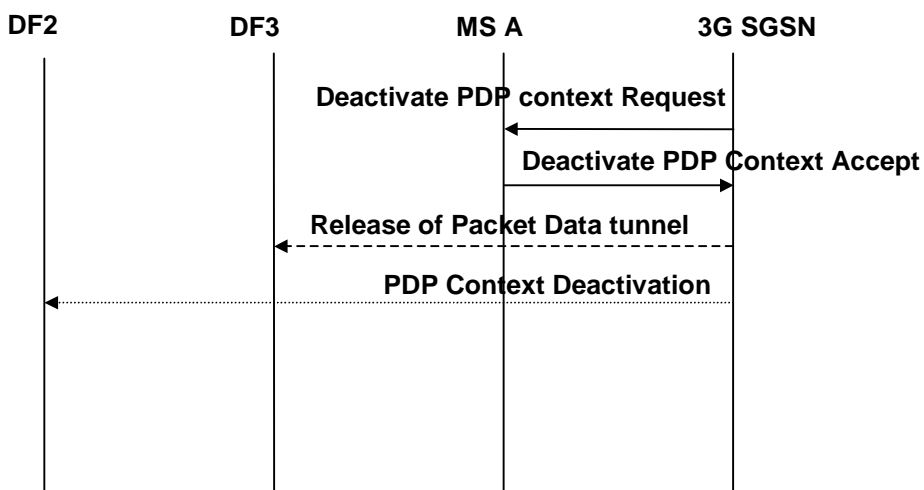 DF2
DF3
MS A
3G SGSN
Deactivate PDP context Request
Deactivate PDP Context Accept
Release of Packet Data tunnel
PDP Context Deactivation